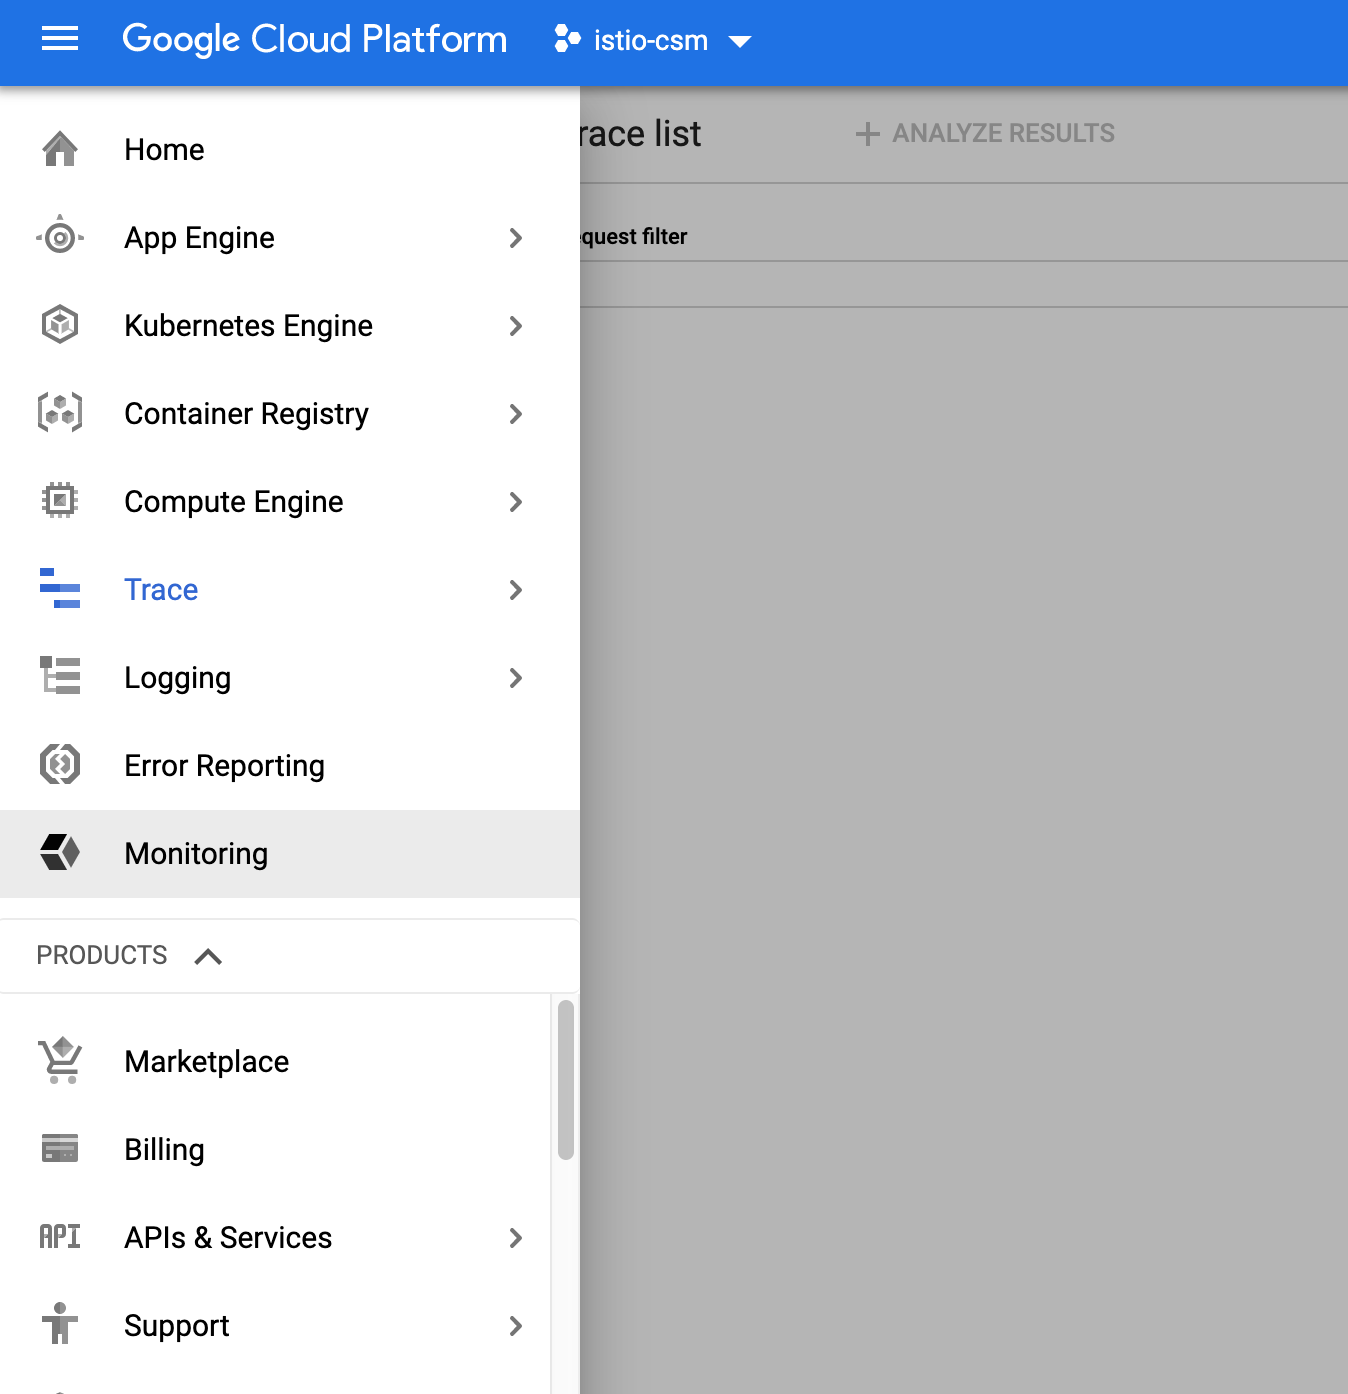 Google Cloud Platform istio-csm
Home
App Engine
Kubernetes Engine
Container Registry
Compute Engine
Trace
Logging
Error Reporting
Monitoring
PRODUCTS
Marketplace
Billing
API APIs & Services
Support
race list
ANALYZE RESULTS
equest filter